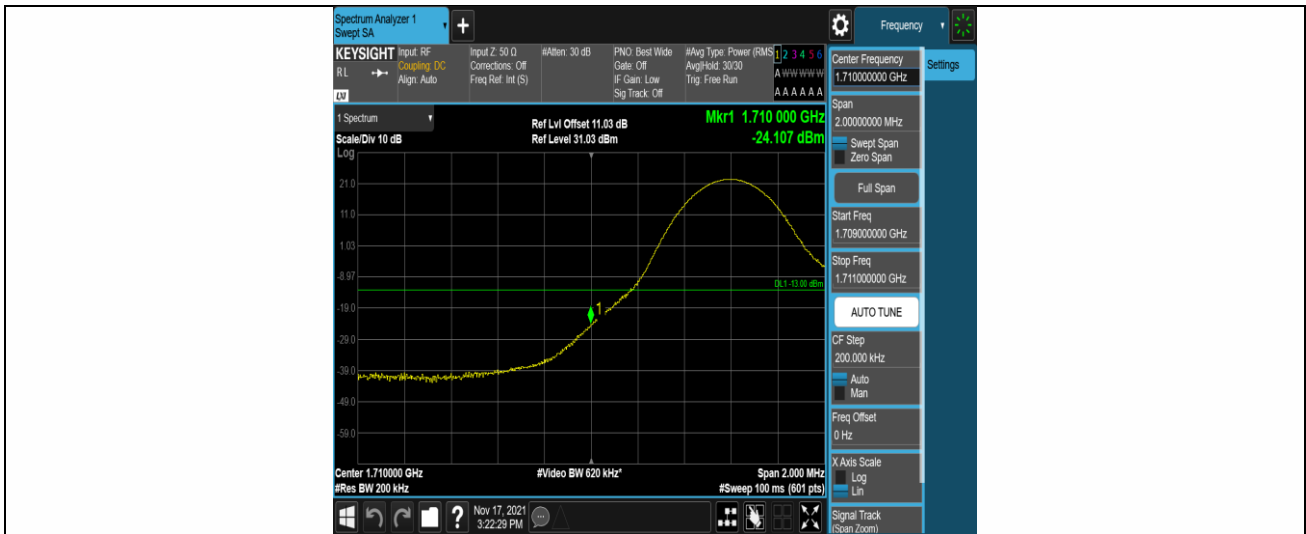 Spectrum Analyzer 1
Swept SA
+
Frequency
KEYSIGHT
R L
LXI
Input: RF
Coupling: DC
Align: Auto
Input Z: 50 Ω
Corrections: Off
Freq Ref: Int (S)
#Atten: 30 dB
PNO: Best Wide
Gate: Off
IF Gain: Low
Sig Track: Off
#Avg Type: Power (RMS
Avg|Hold: 30/30
Trig: Free Run
1 2 3 4 5 6
A W W W W W
A A A A A A
1 Spectrum
Scale/Div 10 dB
Log
Ref Lvl Offset 11.03 dB
Ref Level 31.03 dBm
Mkr1 1.710 000 GHz
-24.107 dBm
21.0
11.0
1.03
-8.97
-19.0
-29.0
-39.0
-49.0
-59.0
DL1 -13.00 dBm
1
Center 1.710000 GHz
#Res BW 200 kHz
#Video BW 620 kHz*
Span 2.000 MHz
#Sweep 100 ms (601 pts)
Center Frequency
1.710000000 GHz
Settings
Span
2.00000000 MHz
Swept Span
Zero Span
Full Span
Start Freq
1.709000000 GHz
Stop Freq
1.711000000 GHz
AUTO TUNE
CF Step
200.000 kHz
Auto
Man
Freq Offset
0 Hz
X Axis Scale
Log
Lin
Signal Track
(Span Zoom)
?
Nov 17, 2021
3:22:29 PM